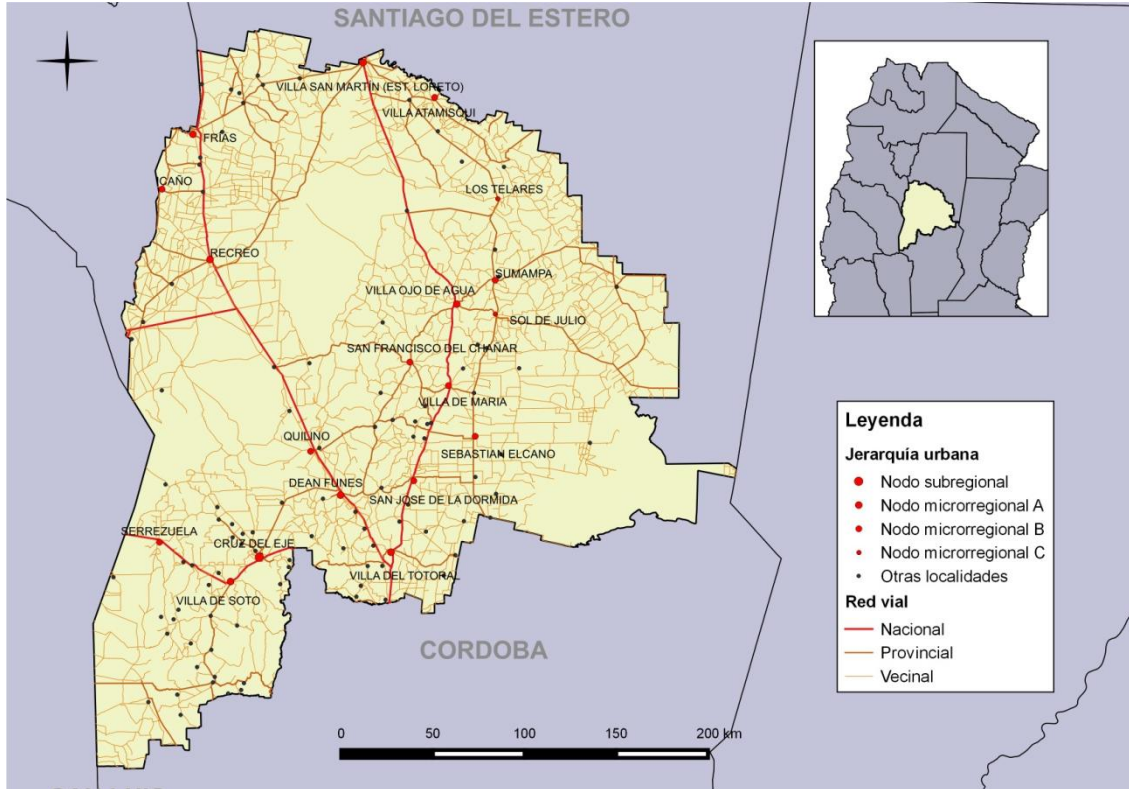 SANTIAGO DEL ESTERO
VILLA SAN MARTIN (EST. LORETO)
VILLA ATAMISQUI
FRIAS
CAÑO
LOS TELARES
RECREO
SUMAMPA
VILLA OJO DE AGUA
SOL DE JULIO
SAN FRANCISCO DEL CHAÑAR
VILLA DE MARIA
QUILINO
SEBASTIAN ELCANO
DEAN FUNES
SAN JOSE DE LA DORMIDA
SERREZUELA
CRUZ DEL EJE
VILLA DEL TOTORAL
VILLA DE SOTO
CORDOBA
Leyenda
Jerarquía urbana
Nodo subregional
Nodo microrregional A
Nodo microrregional B
Nodo microrregional C
Otras localidades
Red vial
Nacional
Provincial
Vecinal
0 50 100 150 200 km